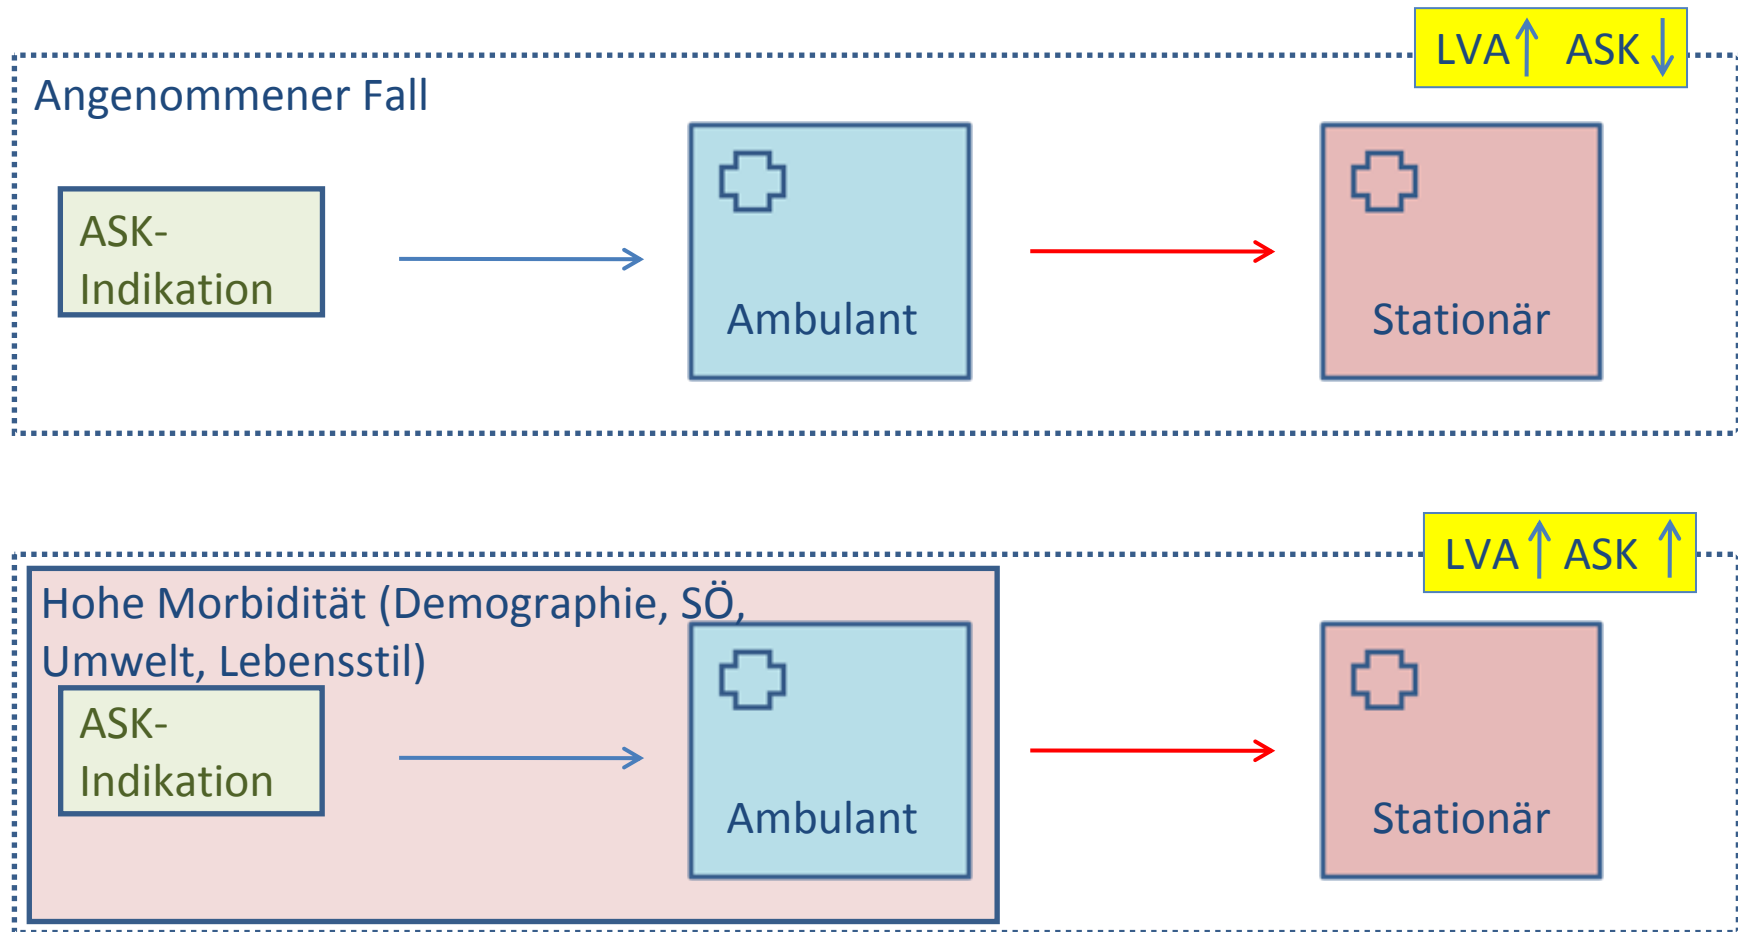 LVA↑ ASK↓
Angenommener Fall
ASK-
Indikation
Ambulant
Stationär
LVA↑ ASK ↑
Hohe Morbidität (Demographie, SÖ,
Umwelt, Lebensstil)
ASK-
Indikation
Ambulant
Stationär